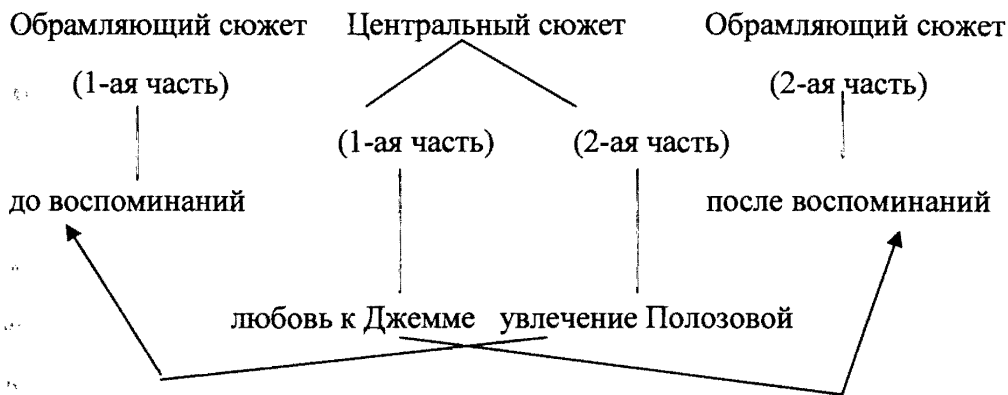 Обрамляющий сюжет Центральный сюжет Обрамляющий сюжет
(1-ая часть) (2-ая часть)
(1-ая часть) (2-ая часть)
до воспоминаний после воспоминаний
любовь к Джемме увлечение Полозовой